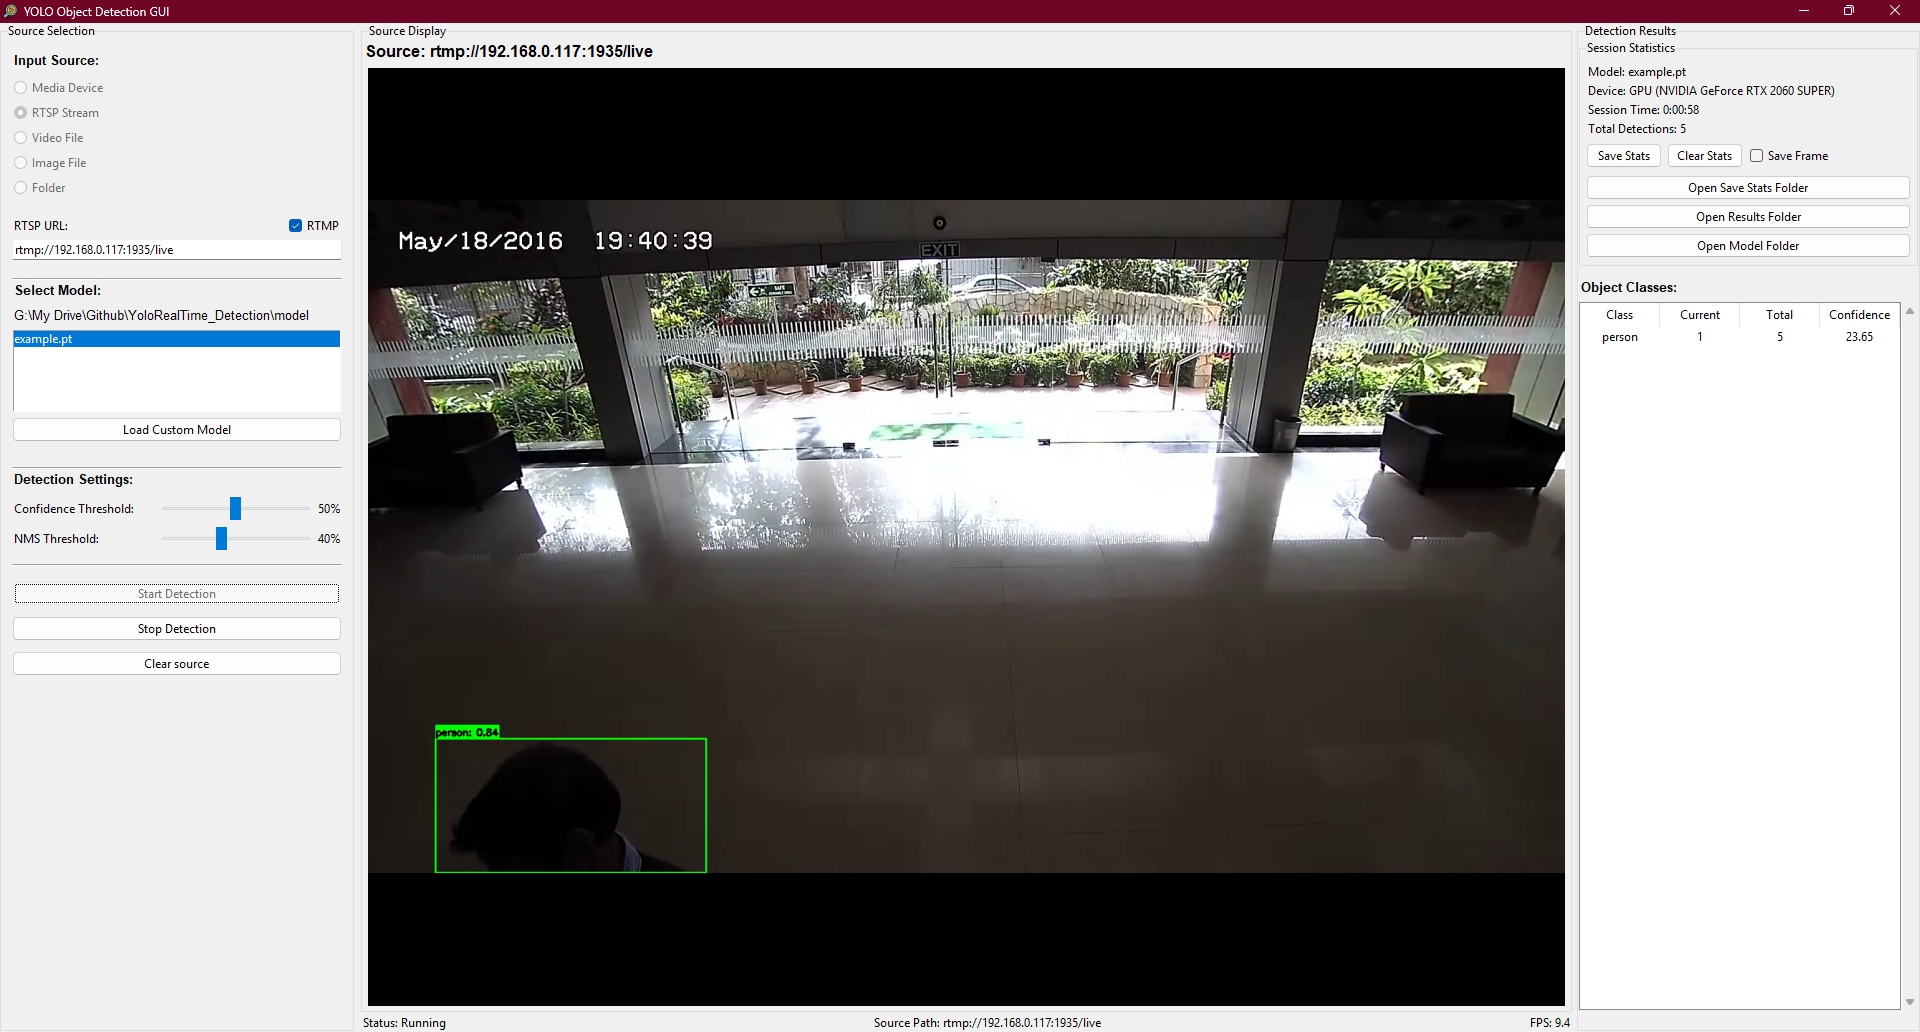 YOLO Object Detection GUI
Source Selection
Input Source:
Media Device
RTSP Stream
Video File
Image File
Folder
RTSP URL:
RTMP
rtmp://192.168.0.117:1935/live
Select Model:
G:\My Drive\Github\YoloRealTime_Detection\model
example.pt
Load Custom Model
Detection Settings:
Confidence Threshold: 50%
NMS Threshold: 40%
Start Detection
Stop Detection
Clear source
Source Display
Source: rtmp://192.168.0.117:1935/live
May/18/2016 19:40:39
EXIT
SAFE
person: 0.84
Status: Running
Source Path: rtmp://192.168.0.117:1935/live
FPS: 9.4
Detection Results
Session Statistics
Model: example.pt
Device: GPU (NVIDIA GeForce RTX 2060 SUPER)
Session Time: 0:00:58
Total Detections: 5
Save Stats Clear Stats Save Frame
Open Save Stats Folder
Open Results Folder
Open Model Folder
Object Classes:
Class Current Total Confidence
person 1 5 23.65